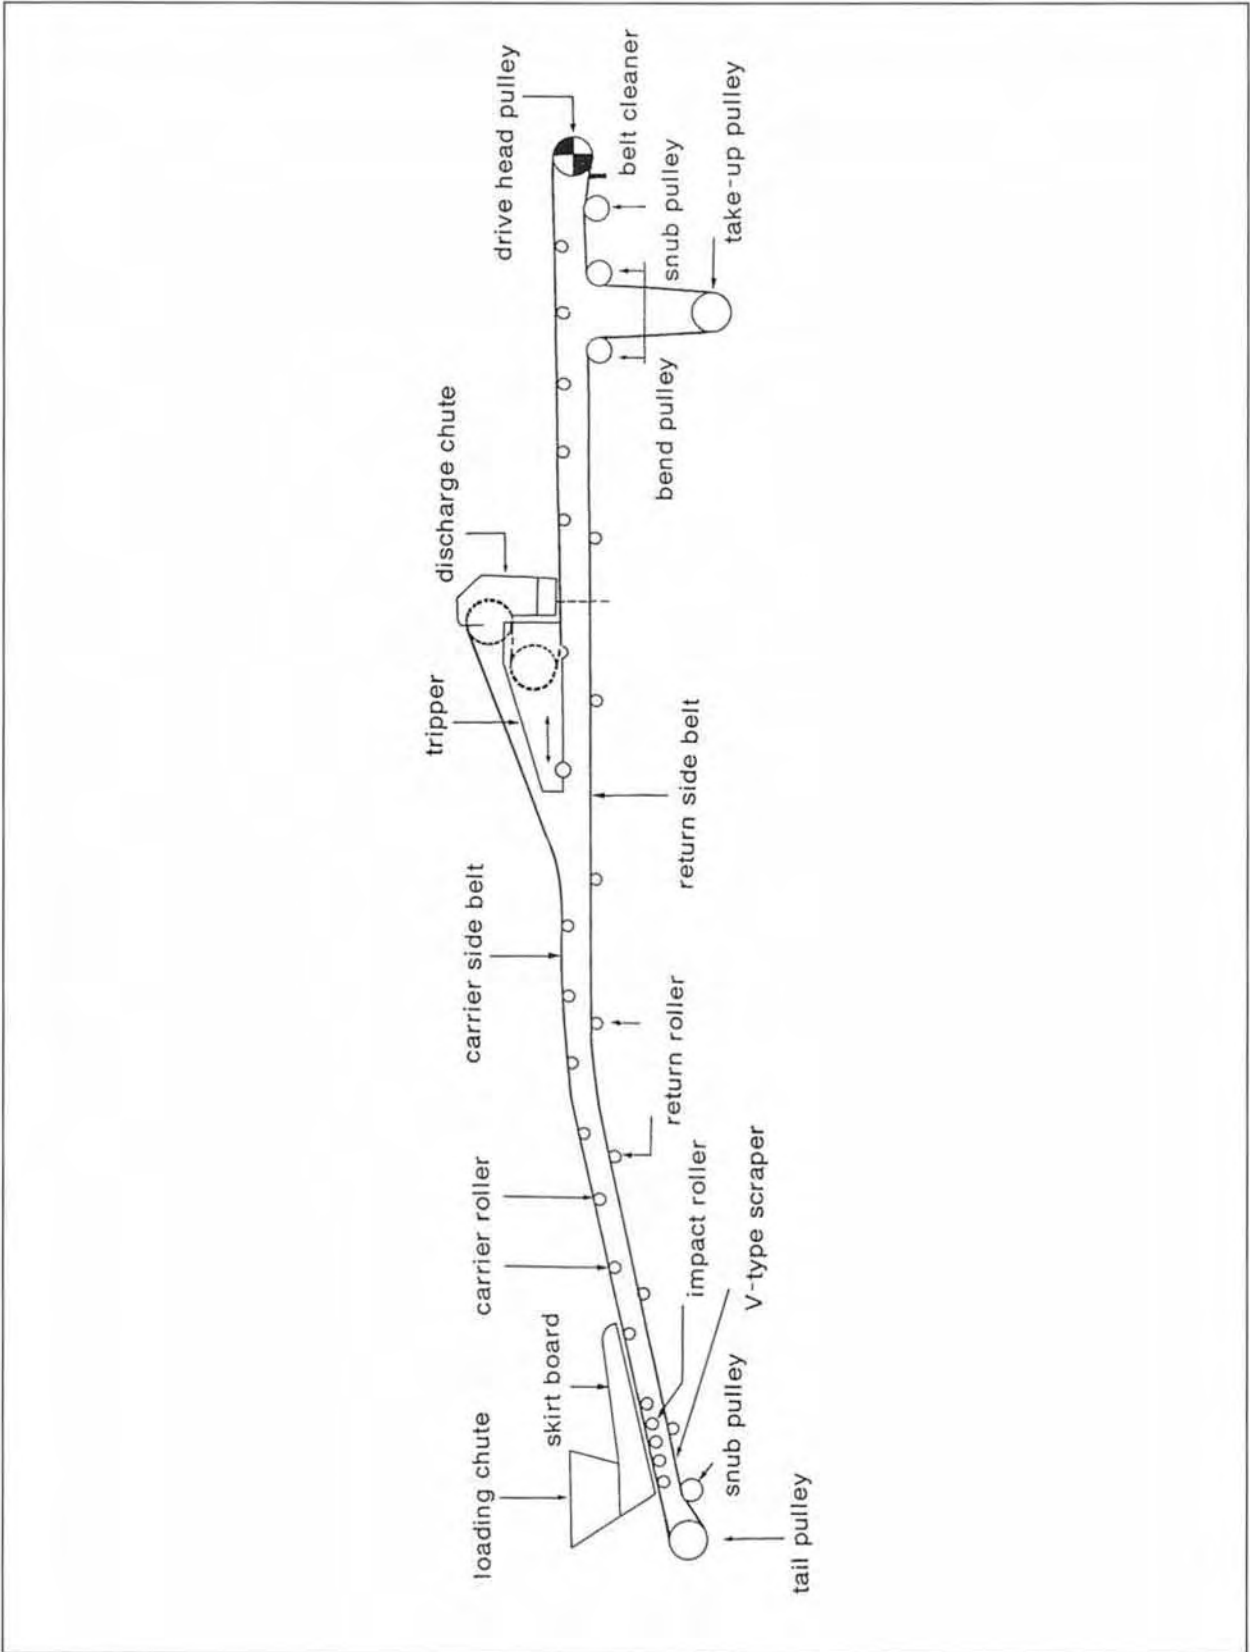 loading chute
skirt board
carrier roller
carrier side belt
tripper
discharge chute
drive head pulley
belt cleaner
snub pulley
take-up pulley
bend pulley
return side belt
return roller
impact roller
V-type scraper
snub pulley
tail pulley